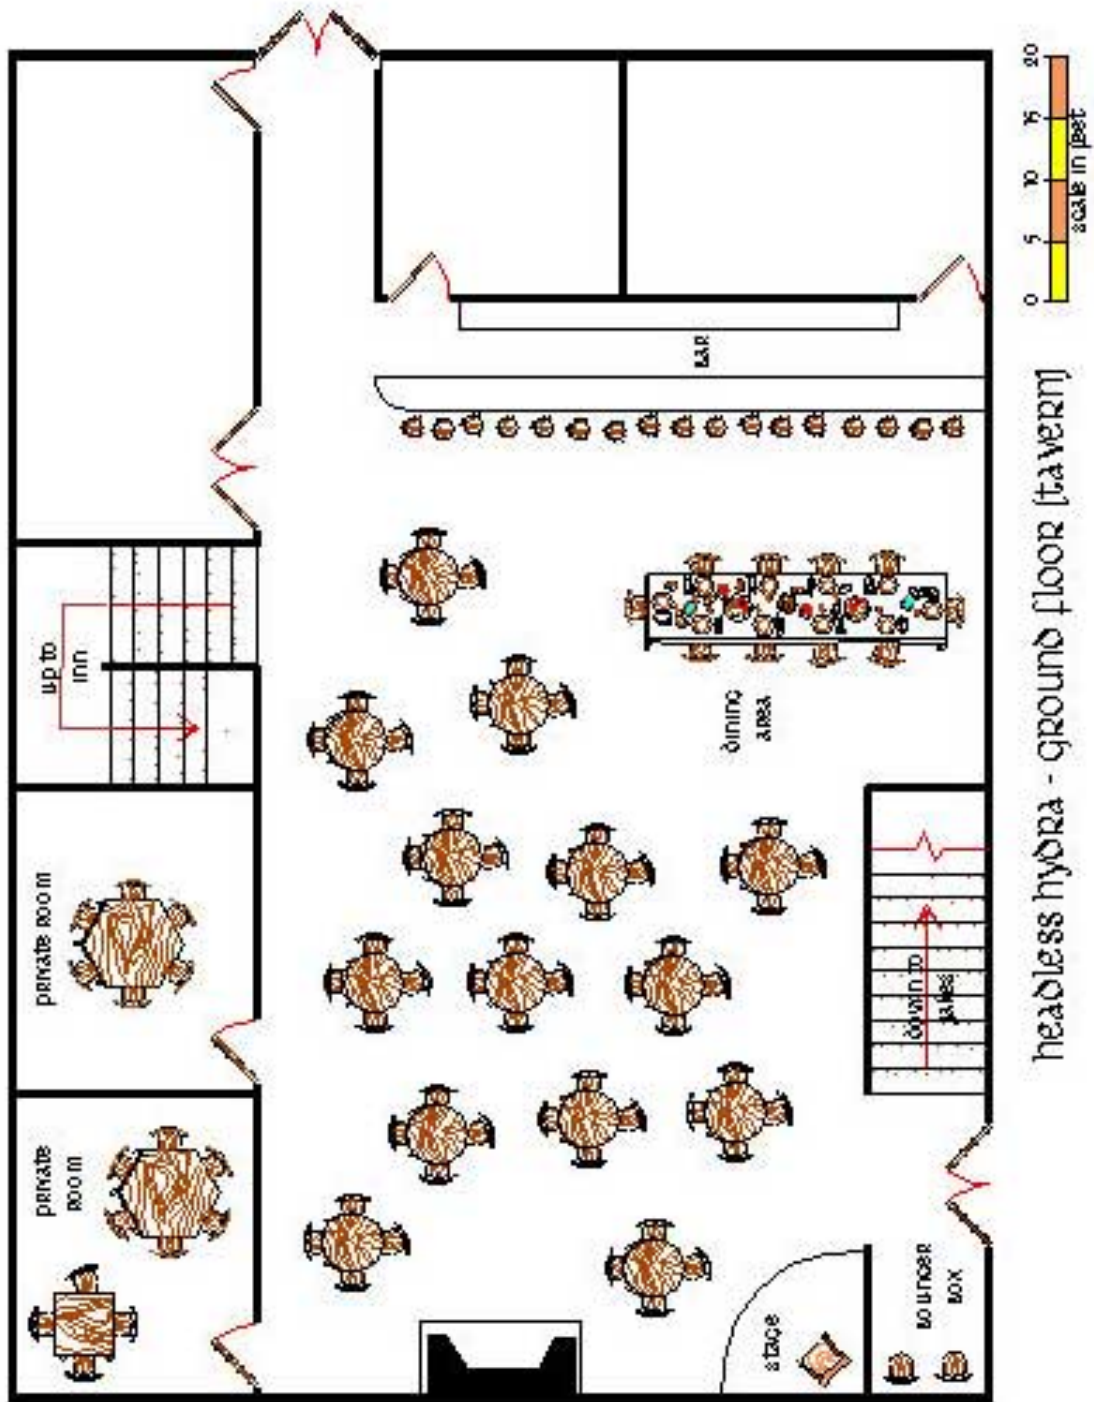 headless hydra - ground floor (tavern)
0 5 10 15 20
scale in feet
BAR
up to
inn
dining
area
private room
private
room
down to
jakes
stage
bouncer
box